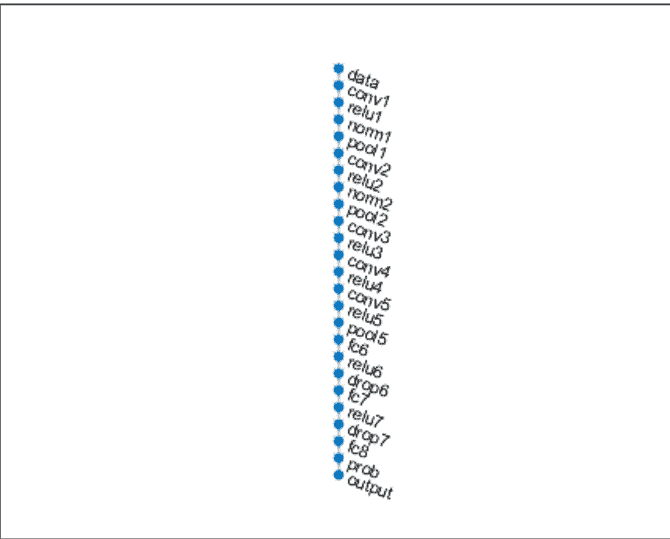 data
conv1
relu1
norm1
pool1
conv2
relu2
norm2
pool2
conv3
relu3
conv4
relu4
conv5
relu5
pool5
fc6
relu6
drop6
fc7
relu7
drop7
fc8
prob
output